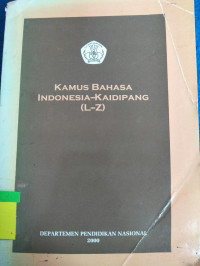 KAMUS BAHASA
INDONESIA–KAIDIPANG
(L–Z)
DEPARTEMEN PENDIDIKAN NASIONAL
2000